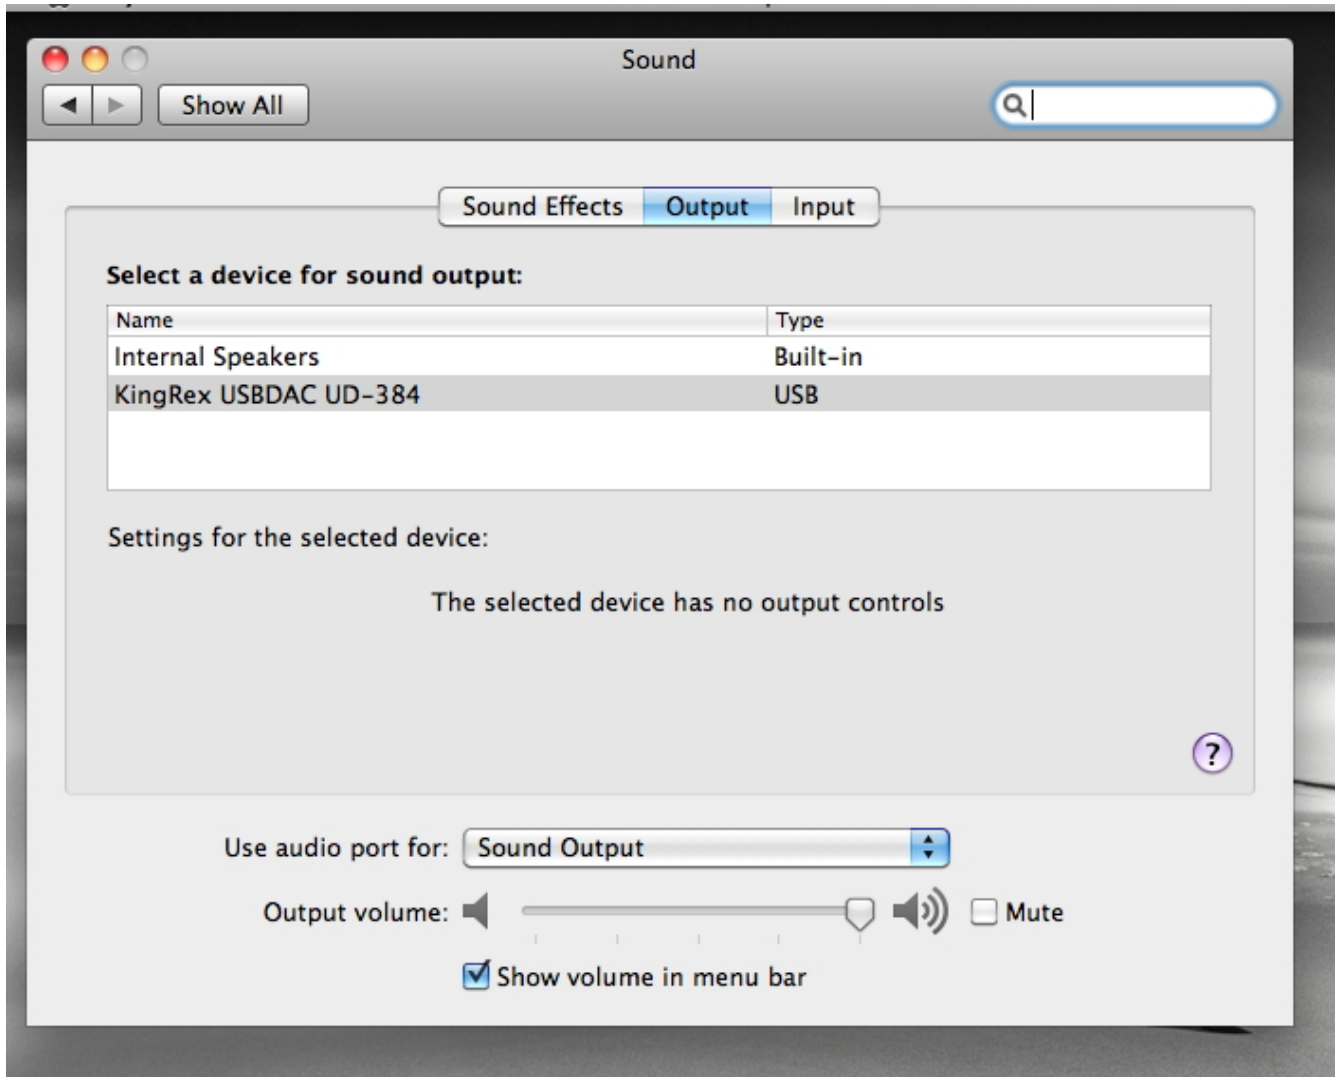 Sound
Show All
Sound Effects Output Input
Select a device for sound output:
Name Type
Internal Speakers Built-in
KingRex USBDAC UD-384 USB
Settings for the selected device:
The selected device has no output controls
?
Use audio port for: Sound Output
Output volume: Mute
Show volume in menu bar